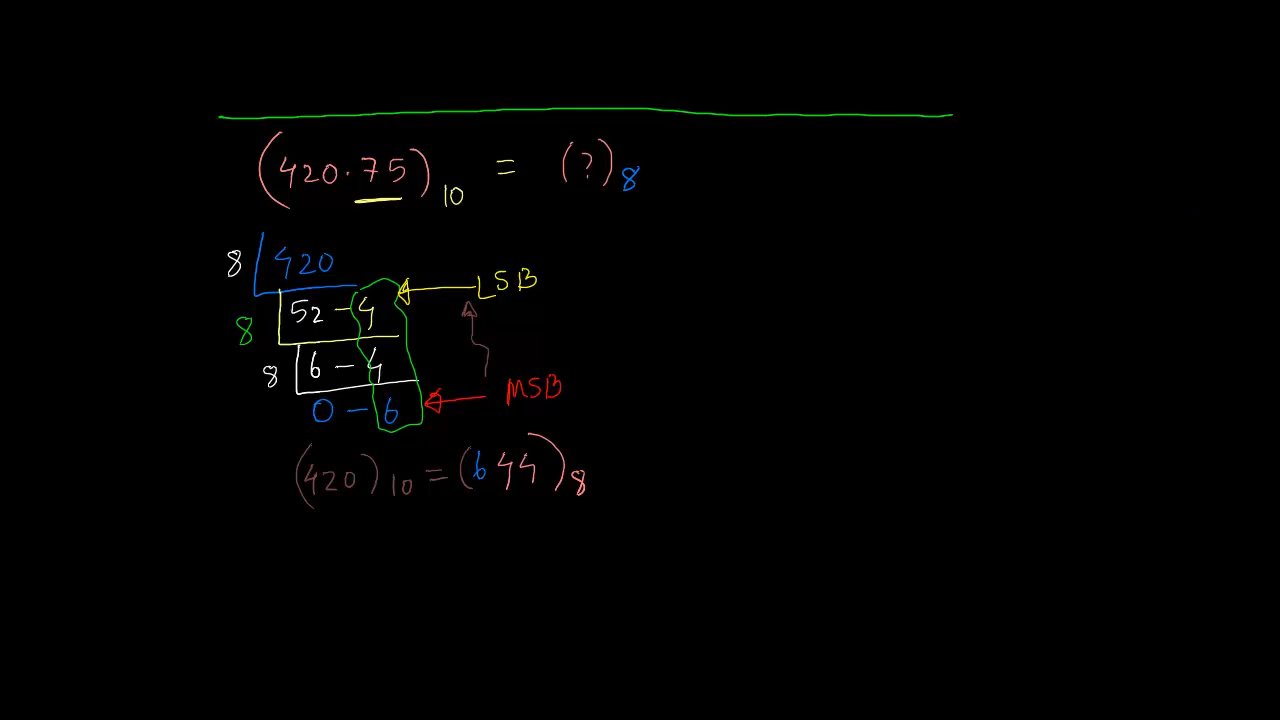 (420.75)10 = (?)8
8 420
52 - 4 LSB
8
8 6 - 4
0 - 6 MSB
(420)10 = (644)8